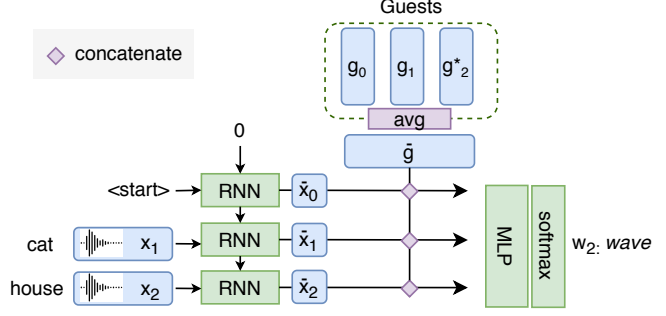 Guests
concatenate
g0 g1 g*2
avg
ḡ
0
<start> RNN x̄0
cat x1 RNN x̄1
house x2 RNN x̄2
MLP softmax w2: wave